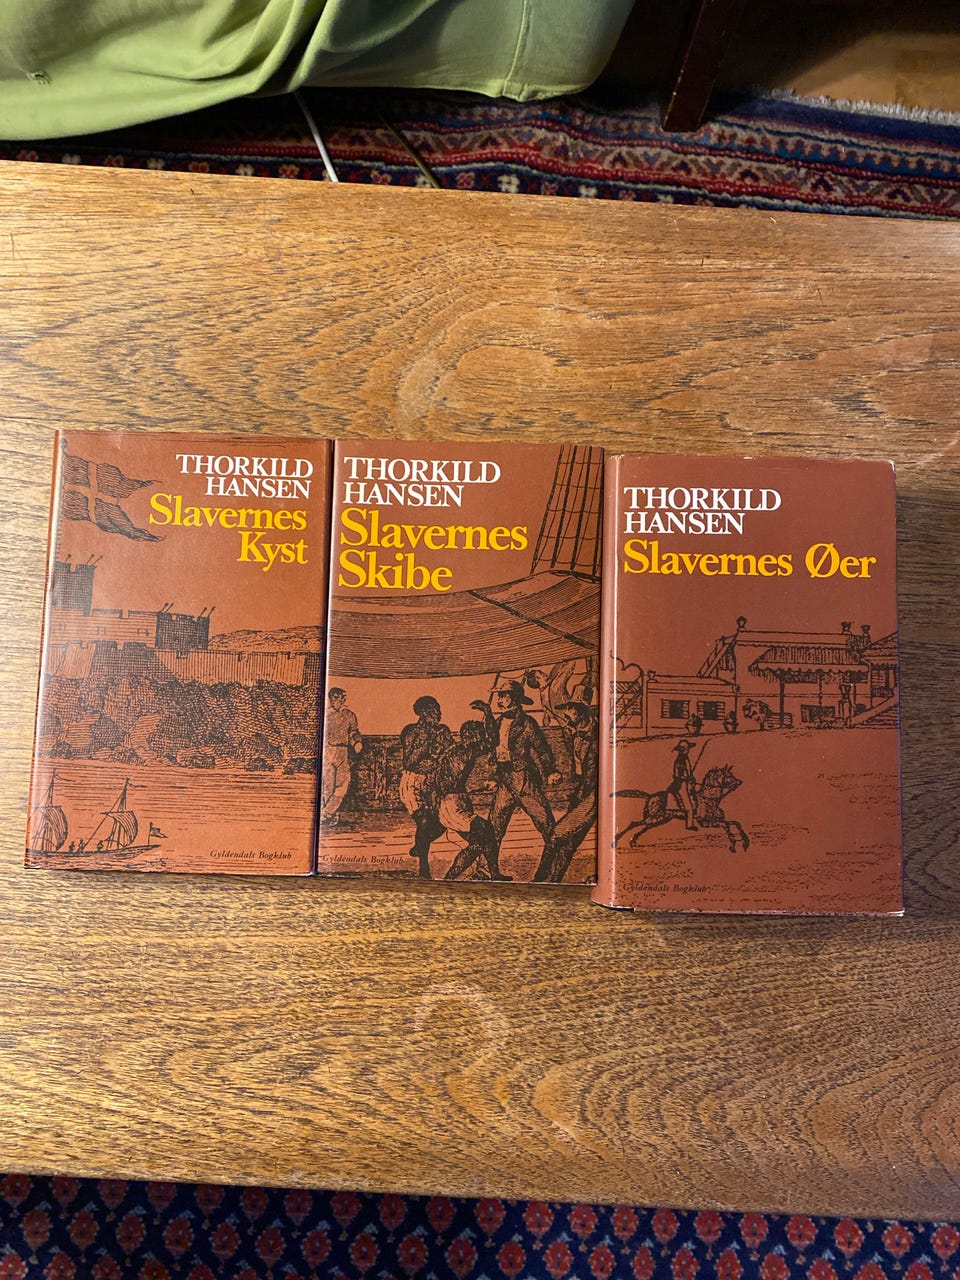 THORKILD
HANSEN
Slavernes
Kyst
Gyldendals Bogklub
THORKILD
HANSEN
Slavernes
Skibe
Gyldendals Bogklub
THORKILD
HANSEN
Slavernes Øer
Gyldendals Bogklub